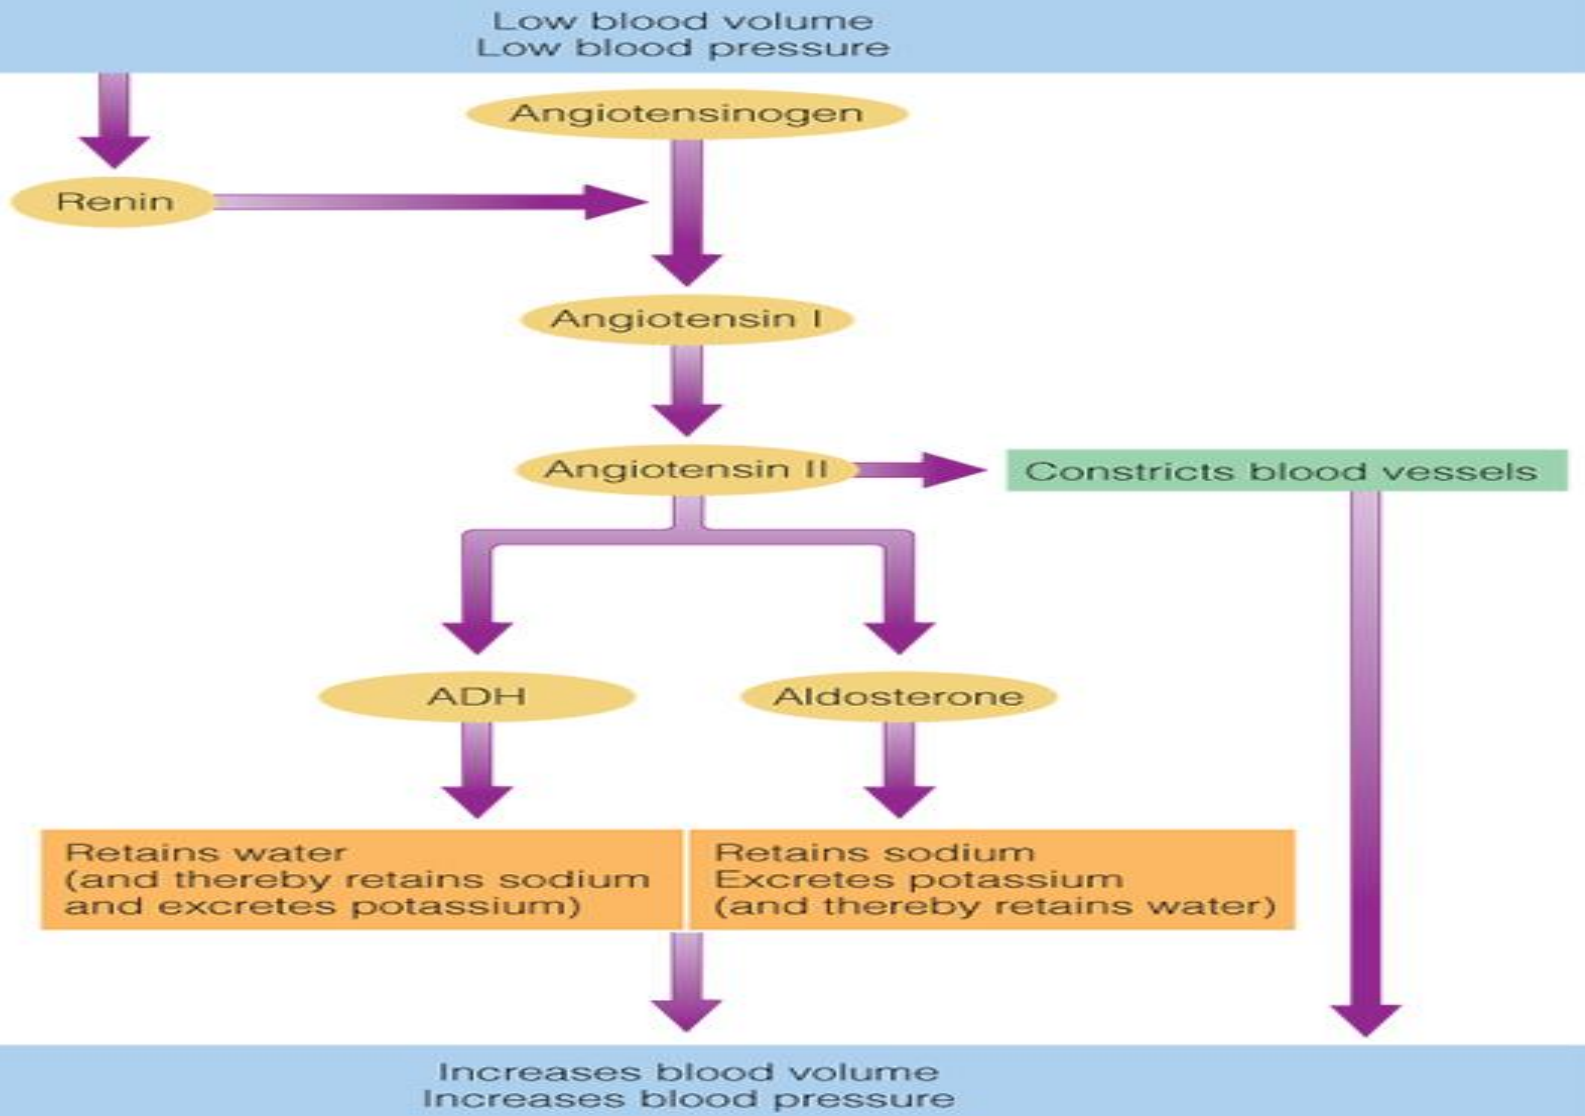 Low blood volume
Low blood pressure
Angiotensinogen
Renin
Angiotensin I
Angiotensin II
Constricts blood vessels
ADH
Aldosterone
Retains water
(and thereby retains sodium
and excretes potassium)
Retains sodium
Excretes potassium
(and thereby retains water)
Increases blood volume
Increases blood pressure